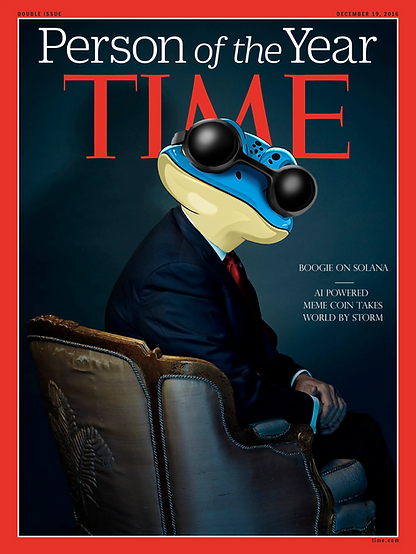 DOUBLE ISSUE
DECEMBER 19, 2016
Person of the Year
TIME
BOOGIE ON SOLANA
AI POWERED
MEME COIN TAKES
WORLD BY STORM
time.com